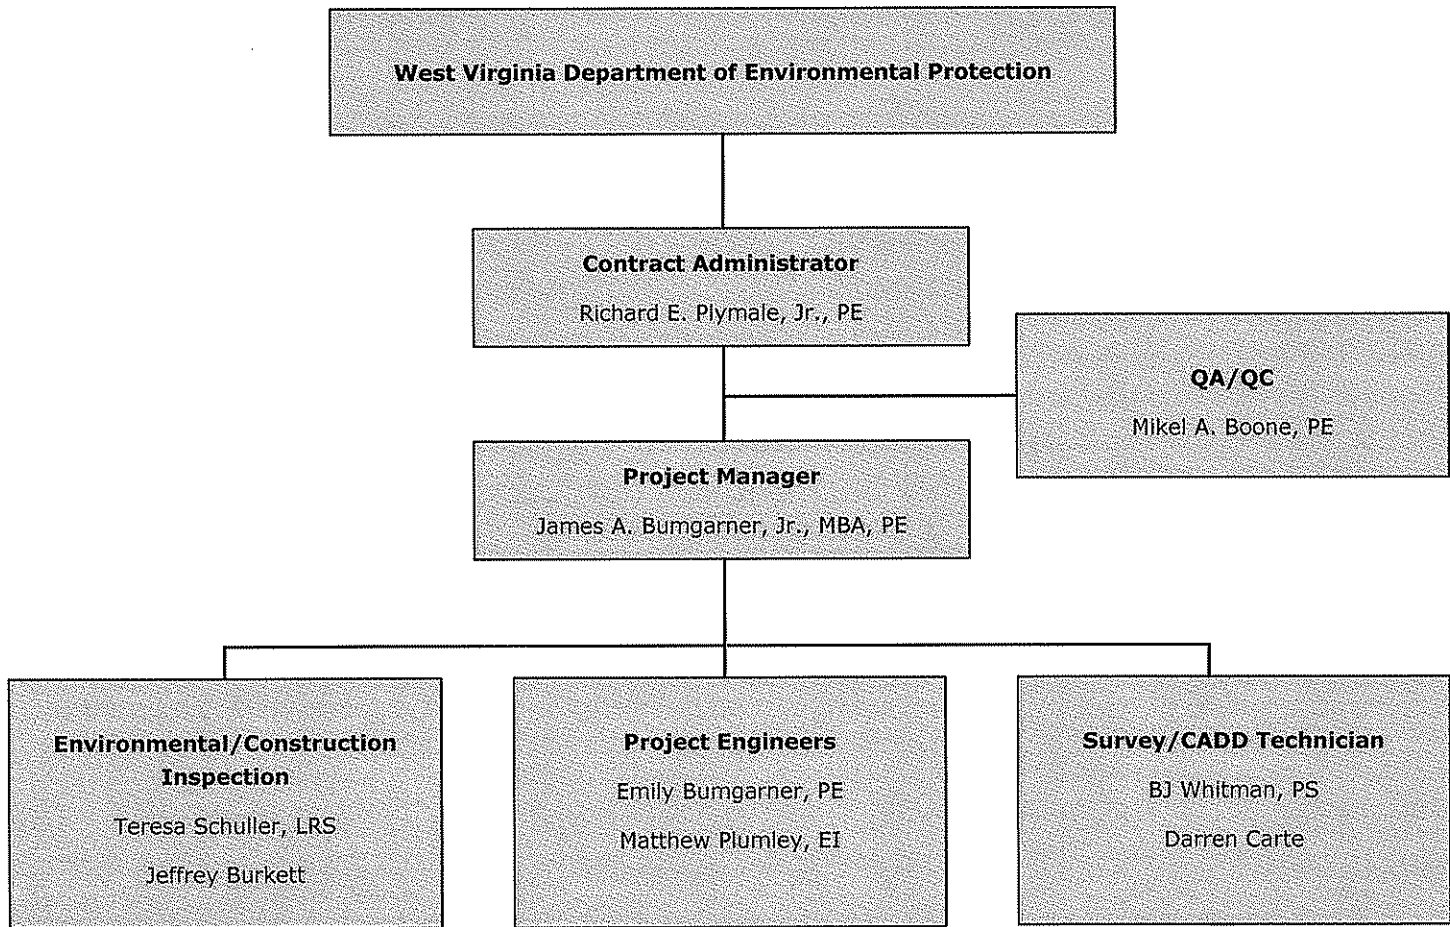 West Virginia Department of Environmental Protection
Contract Administrator
Richard E. Plymale, Jr., PE
QA/QC
Mikel A. Boone, PE
Project Manager
James A. Bumgarner, Jr., MBA, PE
Environmental/Construction
Inspection
Teresa Schuller, LRS
Jeffrey Burkett
Project Engineers
Emily Bumgarner, PE
Matthew Plumley, EI
Survey/CADD Technician
BJ Whitman, PS
Darren Carte